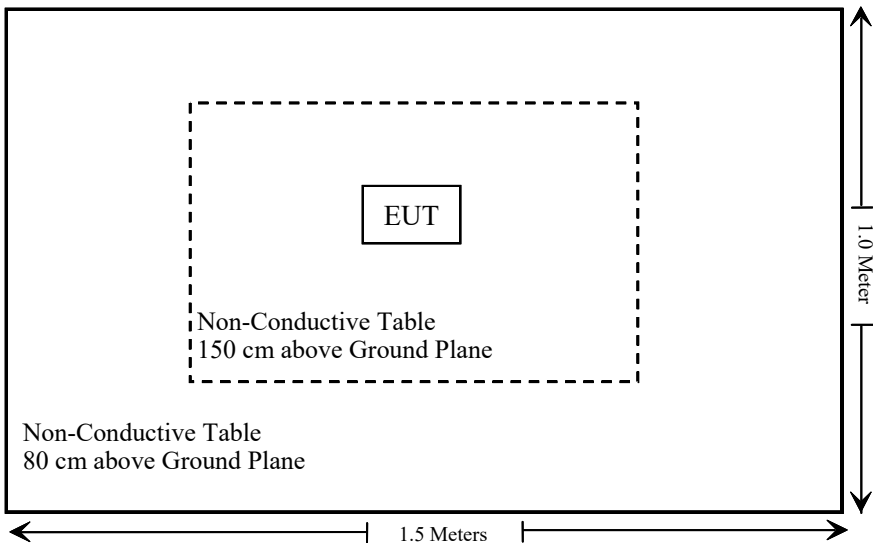 EUT
Non-Conductive Table
150 cm above Ground Plane
Non-Conductive Table
80 cm above Ground Plane
1.0 Meter
1.5 Meters